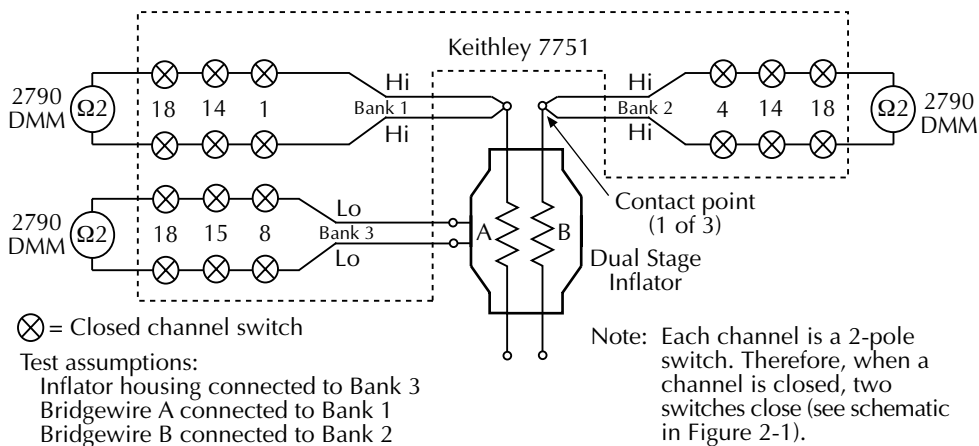 Keithley 7751
2790
DMM
Ω2
18 14 1
Hi
Bank 1
Hi
Hi
Bank 2
Hi
4 14 18
Ω2
2790
DMM
2790
DMM
Ω2
18 15 8
Lo
Bank 3
Lo
A
B
Contact point
(1 of 3)
Dual Stage
Inflator
= Closed channel switch
Test assumptions:
Inflator housing connected to Bank 3
Bridgewire A connected to Bank 1
Bridgewire B connected to Bank 2
Note: Each channel is a 2-pole
switch. Therefore, when a
channel is closed, two
switches close (see schematic
in Figure 2-1).